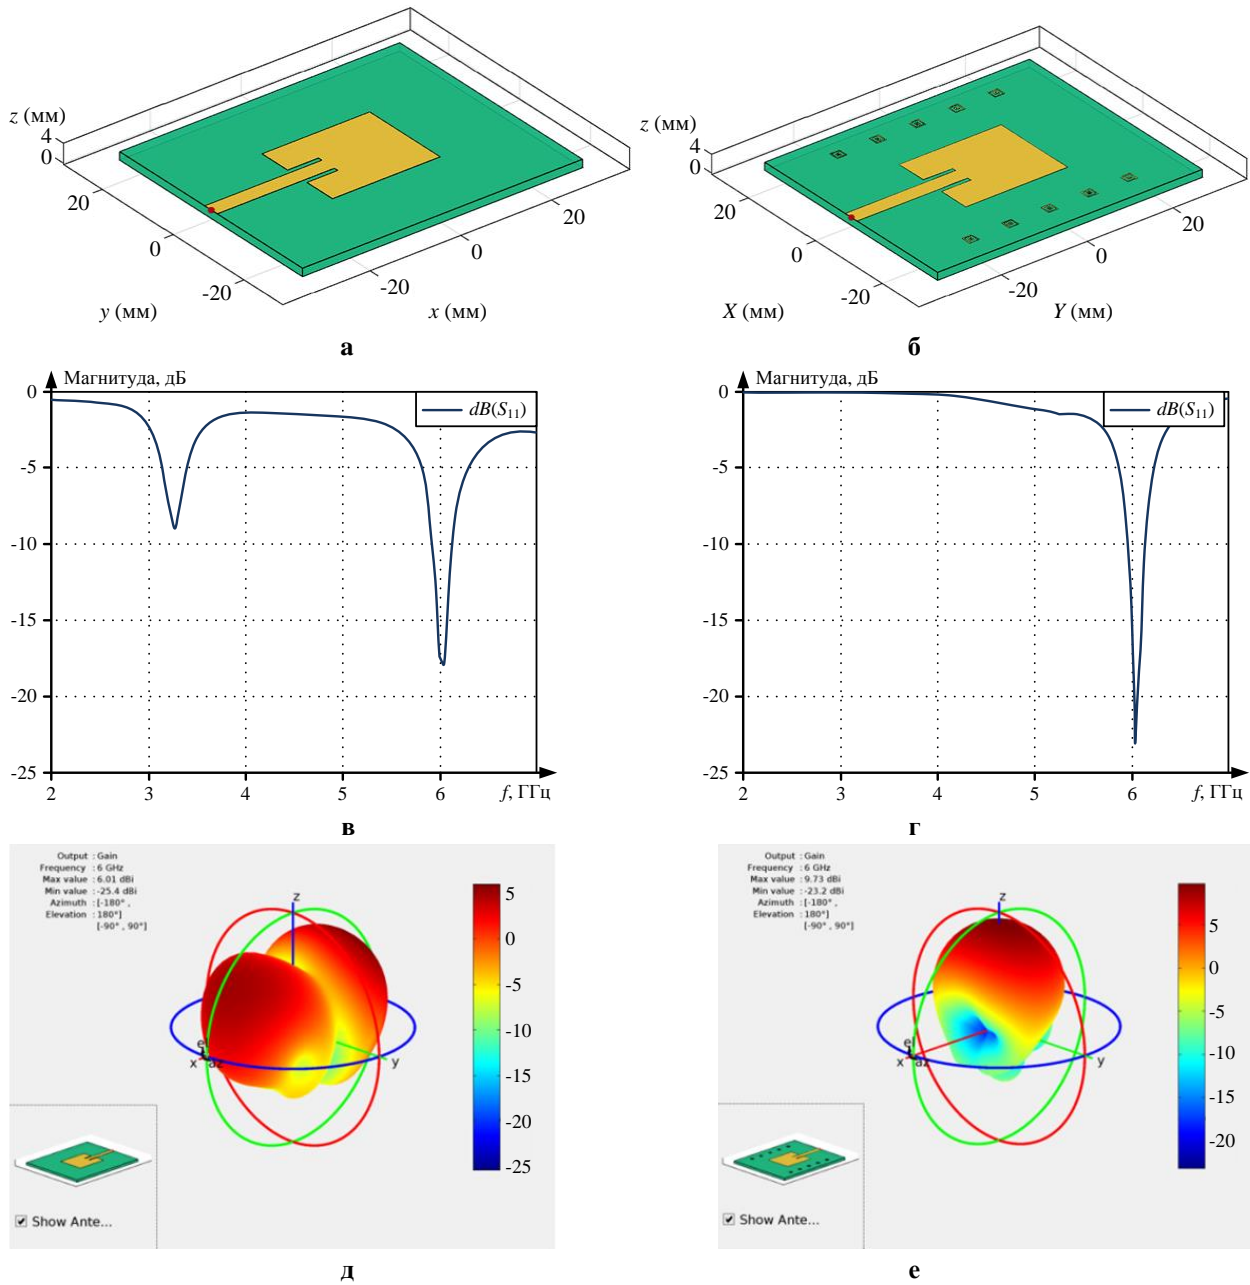 z (мм)
4
0
20
0
-20
y (мм)
-20
0
20
x (мм)
а
z (мм)
4
0
20
0
-20
X (мм)
-20
0
20
Y (мм)
б
Магнитуда, дБ
dB(S₁₁)
0
-5
-10
-15
-20
-25
2 3 4 5 6 f, ГГц
в
Магнитуда, дБ
dB(S₁₁)
0
-5
-10
-15
-20
-25
2 3 4 5 6 f, ГГц
г
Output : Gain
Frequency : 6 GHz
Max value : 6.01 dBi
Min value : -25.4 dBi
Azimuth : [-180° ,
Elevation : 180°]
[-90° , 90°]
z
el
x az
y
5
0
-5
-10
-15
-20
-25
Show Ante...
д
Output : Gain
Frequency : 6 GHz
Max value : 9.73 dBi
Min value : -23.2 dBi
Azimuth : [-180° ,
Elevation : 180°]
[-90° , 90°]
z
el
x az
y
5
0
-5
-10
-15
-20
Show Ante...
е